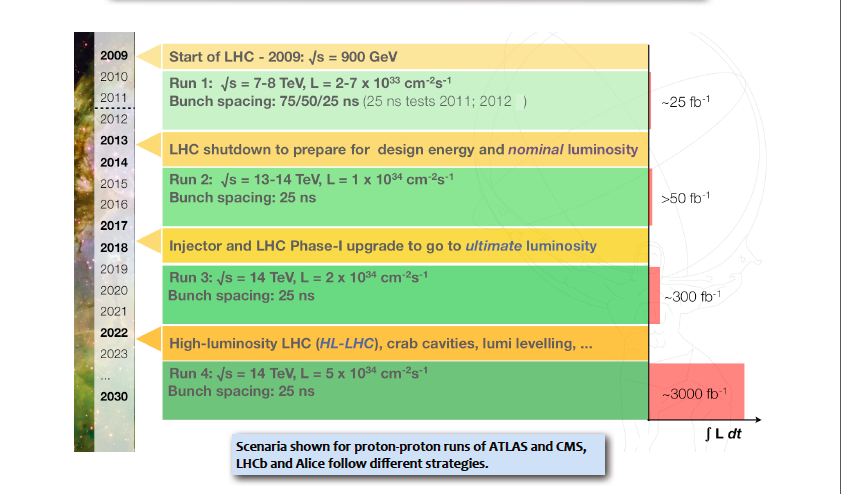 2009
2010
2011
2012
2013
2014
2015
2016
2017
2018
2019
2020
2021
2022
2023
...
2030
Start of LHC - 2009: √s = 900 GeV
Run 1: √s = 7-8 TeV, L = 2-7 x 10³³ cm⁻²s⁻¹
Bunch spacing: 75/50/25 ns (25 ns tests 2011; 2012 )
~25 fb⁻¹
LHC shutdown to prepare for design energy and nominal luminosity
Run 2: √s = 13-14 TeV, L = 1 x 10³⁴ cm⁻²s⁻¹
Bunch spacing: 25 ns
>50 fb⁻¹
Injector and LHC Phase-I upgrade to go to ultimate luminosity
Run 3: √s = 14 TeV, L = 2 x 10³⁴ cm⁻²s⁻¹
Bunch spacing: 25 ns
~300 fb⁻¹
High-luminosity LHC (HL-LHC), crab cavities, lumi levelling, ...
Run 4: √s = 14 TeV, L = 5 x 10³⁴ cm⁻²s⁻¹
Bunch spacing: 25 ns
~3000 fb⁻¹
∫ L dt
Scenaria shown for proton-proton runs of ATLAS and CMS,
LHCb and Alice follow different strategies.